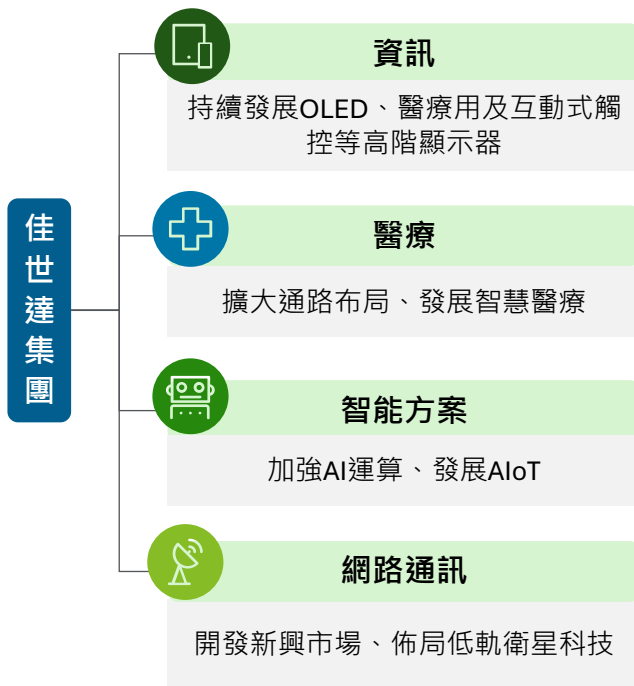 佳世達集團
資訊
持續發展OLED、醫療用及互動式觸
控等高階顯示器
醫療
擴大通路布局、發展智慧醫療
智能方案
加強AI運算、發展AIoT
網路通訊
開發新興市場、佈局低軌衛星科技